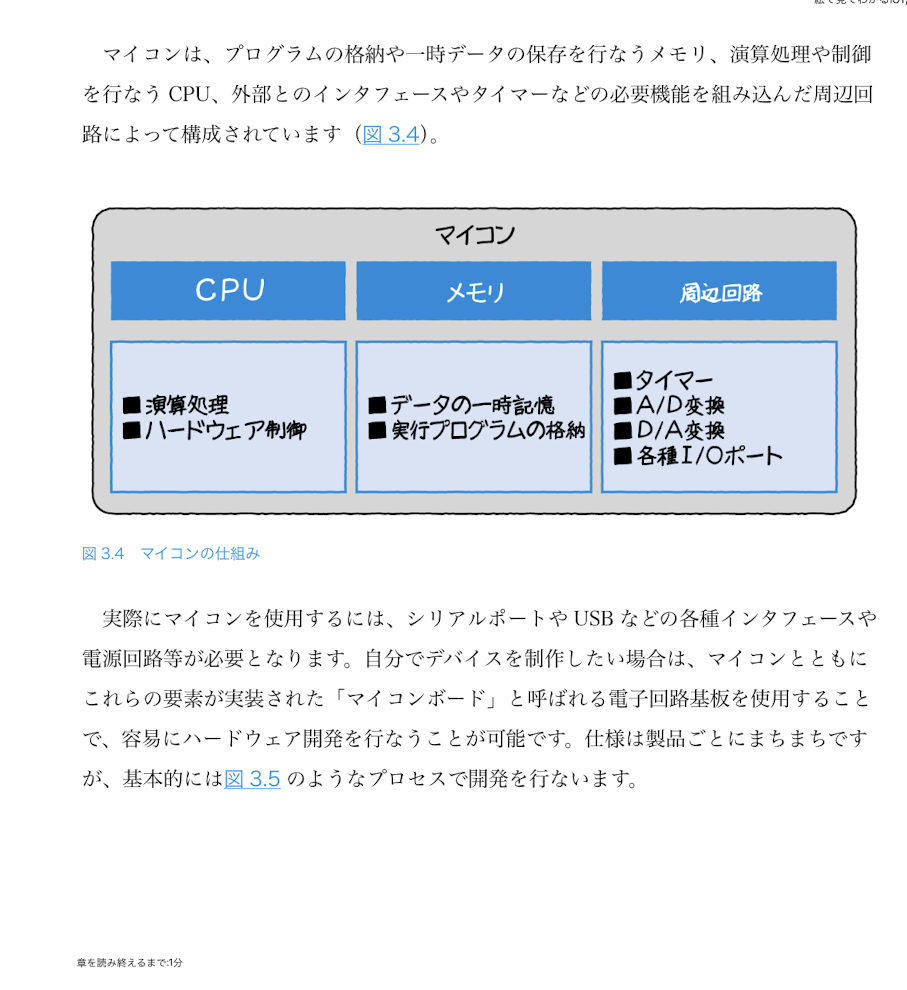 マイコンは、プログラムの格納や一時データの保存を行なうメモリ、演算処理や制御
を行なう CPU、外部とのインタフェースやタイマーなどの必要機能を組み込んだ周辺回
路によって構成されています（図 3.4）。
マイコン
CPU
メモリ
周辺回路
■演算処理
■ハードウェア制御
■データの一時記憶
■実行プログラムの格納
■タイマー
■A/D変換
■D/A変換
■各種I/Oポート
図 3.4　マイコンの仕組み
実際にマイコンを使用するには、シリアルポートや USB などの各種インタフェースや
電源回路等が必要となります。自分でデバイスを制作したい場合は、マイコンとともに
これらの要素が実装された「マイコンボード」と呼ばれる電子回路基板を使用すること
で、容易にハードウェア開発を行なうことが可能です。仕様は製品ごとにまちまちです
が、基本的には図 3.5 のようなプロセスで開発を行ないます。
章を読み終えるまで:1分